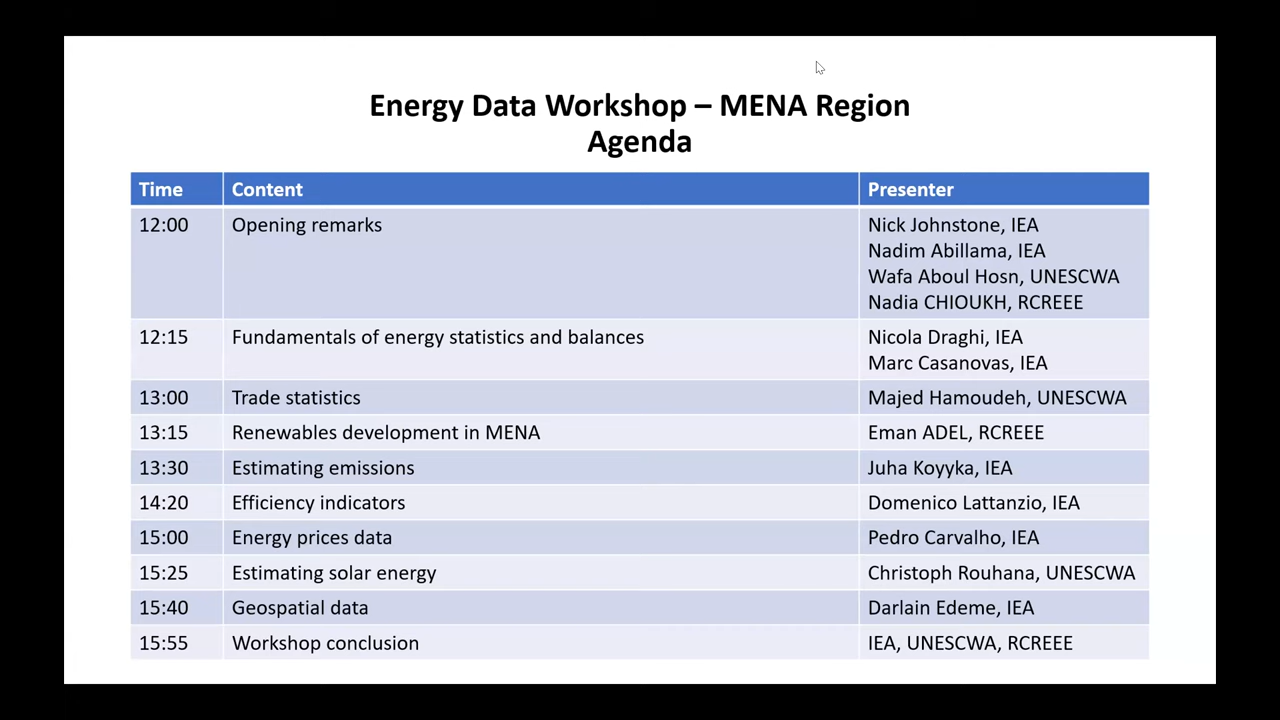 Energy Data Workshop – MENA Region
Agenda
Time Content Presenter
12:00 Opening remarks Nick Johnstone, IEA
Nadim Abillama, IEA
Wafa Aboul Hosn, UNESCWA
Nadia CHIOUKH, RCREEE
12:15 Fundamentals of energy statistics and balances Nicola Draghi, IEA
Marc Casanovas, IEA
13:00 Trade statistics Majed Hamoudeh, UNESCWA
13:15 Renewables development in MENA Eman ADEL, RCREEE
13:30 Estimating emissions Juha Koyyka, IEA
14:20 Efficiency indicators Domenico Lattanzio, IEA
15:00 Energy prices data Pedro Carvalho, IEA
15:25 Estimating solar energy Christoph Rouhana, UNESCWA
15:40 Geospatial data Darlain Edeme, IEA
15:55 Workshop conclusion IEA, UNESCWA, RCREEE